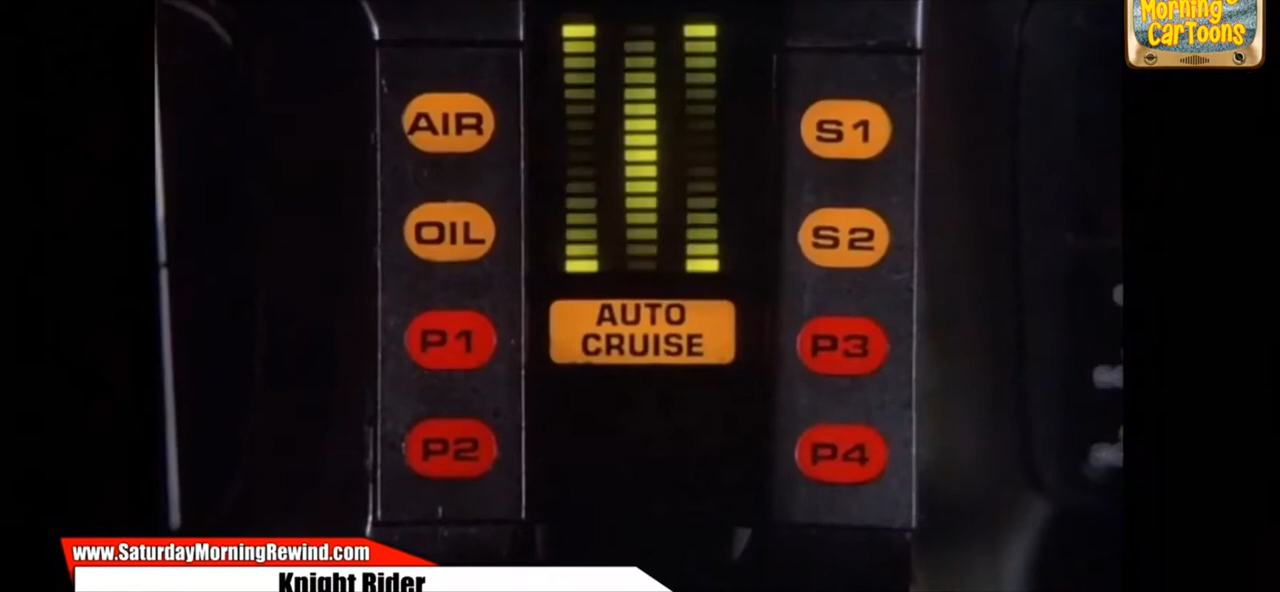 Morning
CarToons
AIR
OIL
P1
P2
AUTO
CRUISE
S1
S2
P3
P4
www.SaturdayMorningRewind.com
Knight Rider